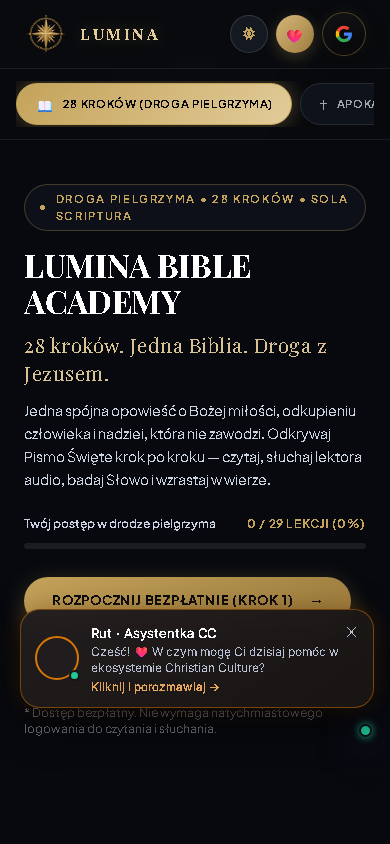 LUMINA
28 KROKÓW (DROGA PIELGRZYMA)
APOKA
DROGA PIELGRZYMA • 28 KROKÓW • SOLA
SCRIPTURA
LUMINA BIBLE
ACADEMY
28 kroków. Jedna Biblia. Droga z
Jezusem.
Jedna spójna opowieść o Bożej miłości, odkupieniu
człowieka i nadziei, która nie zawodzi. Odkrywaj
Pismo Święte krok po kroku — czytaj, słuchaj lektora
audio, badaj Słowo i wzrastaj w wierze.
Twój postęp w drodze pielgrzyma
0 / 29 LEKCJI (0%)
ROZPOCZNIJ BEZPŁATNIE (KROK 1) →
Rut · Asystentka CC
Cześć! ❤️ W czym mogę Ci dzisiaj pomóc w
ekosystemie Christian Culture?
Kliknij i porozmawiaj →
* Dostęp bezpłatny. Nie wymaga natychmiastowego
logowania do czytania i słuchania.